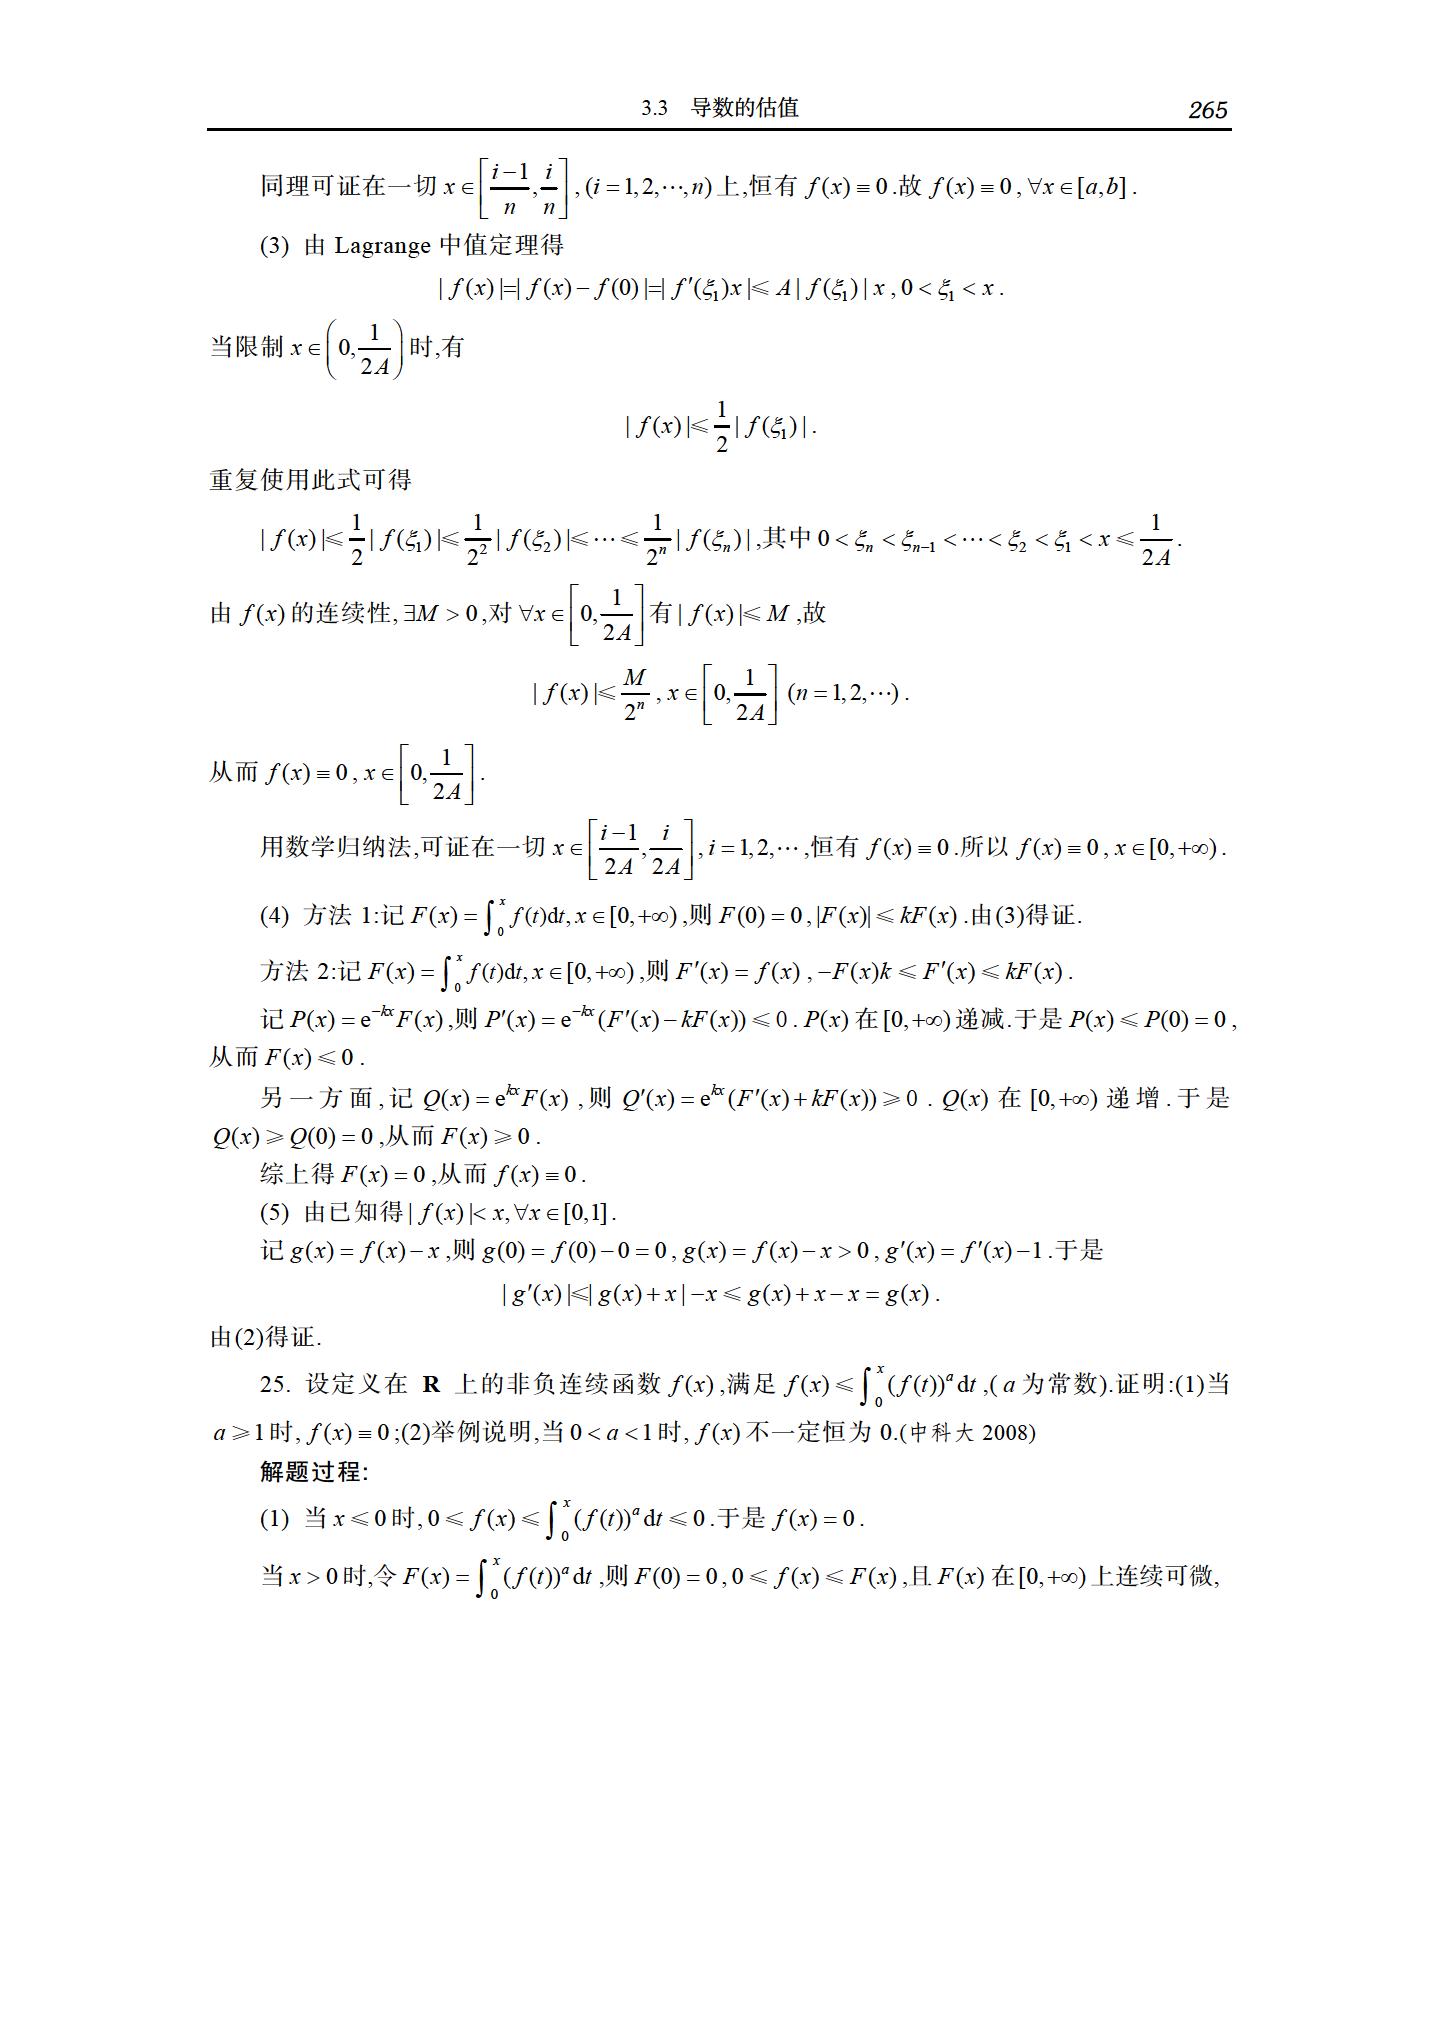 3.3 导数的估值 265
同理可证在一切 $x\in\left[\frac{i-1}{n},\frac{i}{n}\right]$,$(i=1,2,\cdots,n)$上,恒有 $f(x)\equiv 0$.故 $f(x)\equiv 0,\forall x\in[a,b]$.
(3) 由 Lagrange 中值定理得
$|f(x)|=|f(x)-f(0)|=|f'(\xi_1)x|\leqslant A|f(\xi_1)|x,0<\xi_1<x$.
当限制 $x\in\left(0,\frac{1}{2A}\right)$时,有
$|f(x)|\leqslant\frac{1}{2}|f(\xi_1)|$.
重复使用此式可得
$|f(x)|\leqslant\frac{1}{2}|f(\xi_1)|\leqslant\frac{1}{2^2}|f(\xi_2)|\leqslant\cdots\leqslant\frac{1}{2^n}|f(\xi_n)|$,其中 $0<\xi_n<\xi_{n-1}<\cdots<\xi_2<\xi_1<x\leqslant\frac{1}{2A}$.
由 $f(x)$ 的连续性,$\exists M>0$,对 $\forall x\in\left[0,\frac{1}{2A}\right]$有 $|f(x)|\leqslant M$,故
$|f(x)|\leqslant\frac{M}{2^n},x\in\left[0,\frac{1}{2A}\right](n=1,2,\cdots)$.
从而 $f(x)\equiv 0,x\in\left[0,\frac{1}{2A}\right]$.
用数学归纳法,可证在一切 $x\in\left[\frac{i-1}{2A},\frac{i}{2A}\right],i=1,2,\cdots$,恒有 $f(x)\equiv 0$.所以 $f(x)\equiv 0,x\in[0,+\infty)$.
(4) 方法 1:记 $F(x)=\int_0^x f(t)\mathrm{d}t,x\in[0,+\infty)$,则 $F(0)=0,|F(x)|\leqslant kF(x)$.由(3)得证.
方法 2:记 $F(x)=\int_0^x f(t)\mathrm{d}t,x\in[0,+\infty)$,则 $F'(x)=f(x),-F(x)k\leqslant F'(x)\leqslant kF(x)$.
记 $P(x)=\mathrm{e}^{-kx}F(x)$,则 $P'(x)=\mathrm{e}^{-kx}(F'(x)-kF(x))\leqslant 0$. $P(x)$ 在$[0,+\infty)$递减.于是 $P(x)\leqslant P(0)=0$,
从而 $F(x)\leqslant 0$.
另一方面,记 $Q(x)=\mathrm{e}^{kx}F(x)$,则 $Q'(x)=\mathrm{e}^{kx}(F'(x)+kF(x))\geqslant 0$. $Q(x)$ 在 $[0,+\infty)$ 递增.于是
$Q(x)\geqslant Q(0)=0$,从而 $F(x)\geqslant 0$.
综上得 $F(x)=0$,从而 $f(x)\equiv 0$.
(5) 由已知得$|f(x)|<x,\forall x\in[0,1]$.
记 $g(x)=f(x)-x$,则 $g(0)=f(0)-0=0,g(x)=f(x)-x>0,g'(x)=f'(x)-1$.于是
$|g'(x)|\leqslant|g(x)+x|-x\leqslant g(x)+x-x=g(x)$.
由(2)得证.
25. 设定义在 $\mathbf{R}$ 上的非负连续函数 $f(x)$,满足 $f(x)\leqslant\int_0^x(f(t))^a\mathrm{d}t$,($a$ 为常数).证明:(1)当
$a\geqslant 1$时,$f(x)\equiv 0$;(2)举例说明,当 $0<a<1$时,$f(x)$ 不一定恒为 0.(中科大 2008)
解题过程:
(1) 当 $x\leqslant 0$时,$0\leqslant f(x)\leqslant\int_0^x(f(t))^a\mathrm{d}t\leqslant 0$.于是 $f(x)=0$.
当 $x>0$时,令 $F(x)=\int_0^x(f(t))^a\mathrm{d}t$,则 $F(0)=0,0\leqslant f(x)\leqslant F(x)$,且 $F(x)$ 在$[0,+\infty)$上连续可微,